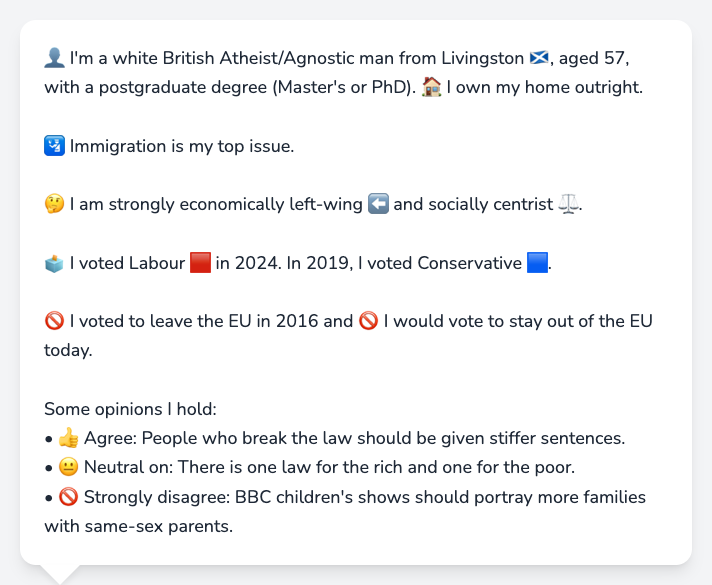 👤 I'm a white British Atheist/Agnostic man from Livingston 🏴󠁧󠁢󠁳󠁣󠁴󠁿, aged 57,
with a postgraduate degree (Master's or PhD). 🏠 I own my home outright.
🛂 Immigration is my top issue.
🤔 I am strongly economically left-wing ⬅️ and socially centrist ⚖️.
🗳️ I voted Labour 🟥 in 2024. In 2019, I voted Conservative 🟦.
🚫 I voted to leave the EU in 2016 and 🚫 I would vote to stay out of the EU
today.
Some opinions I hold:
• 👍 Agree: People who break the law should be given stiffer sentences.
• 😐 Neutral on: There is one law for the rich and one for the poor.
• 🚫 Strongly disagree: BBC children's shows should portray more families
with same-sex parents.